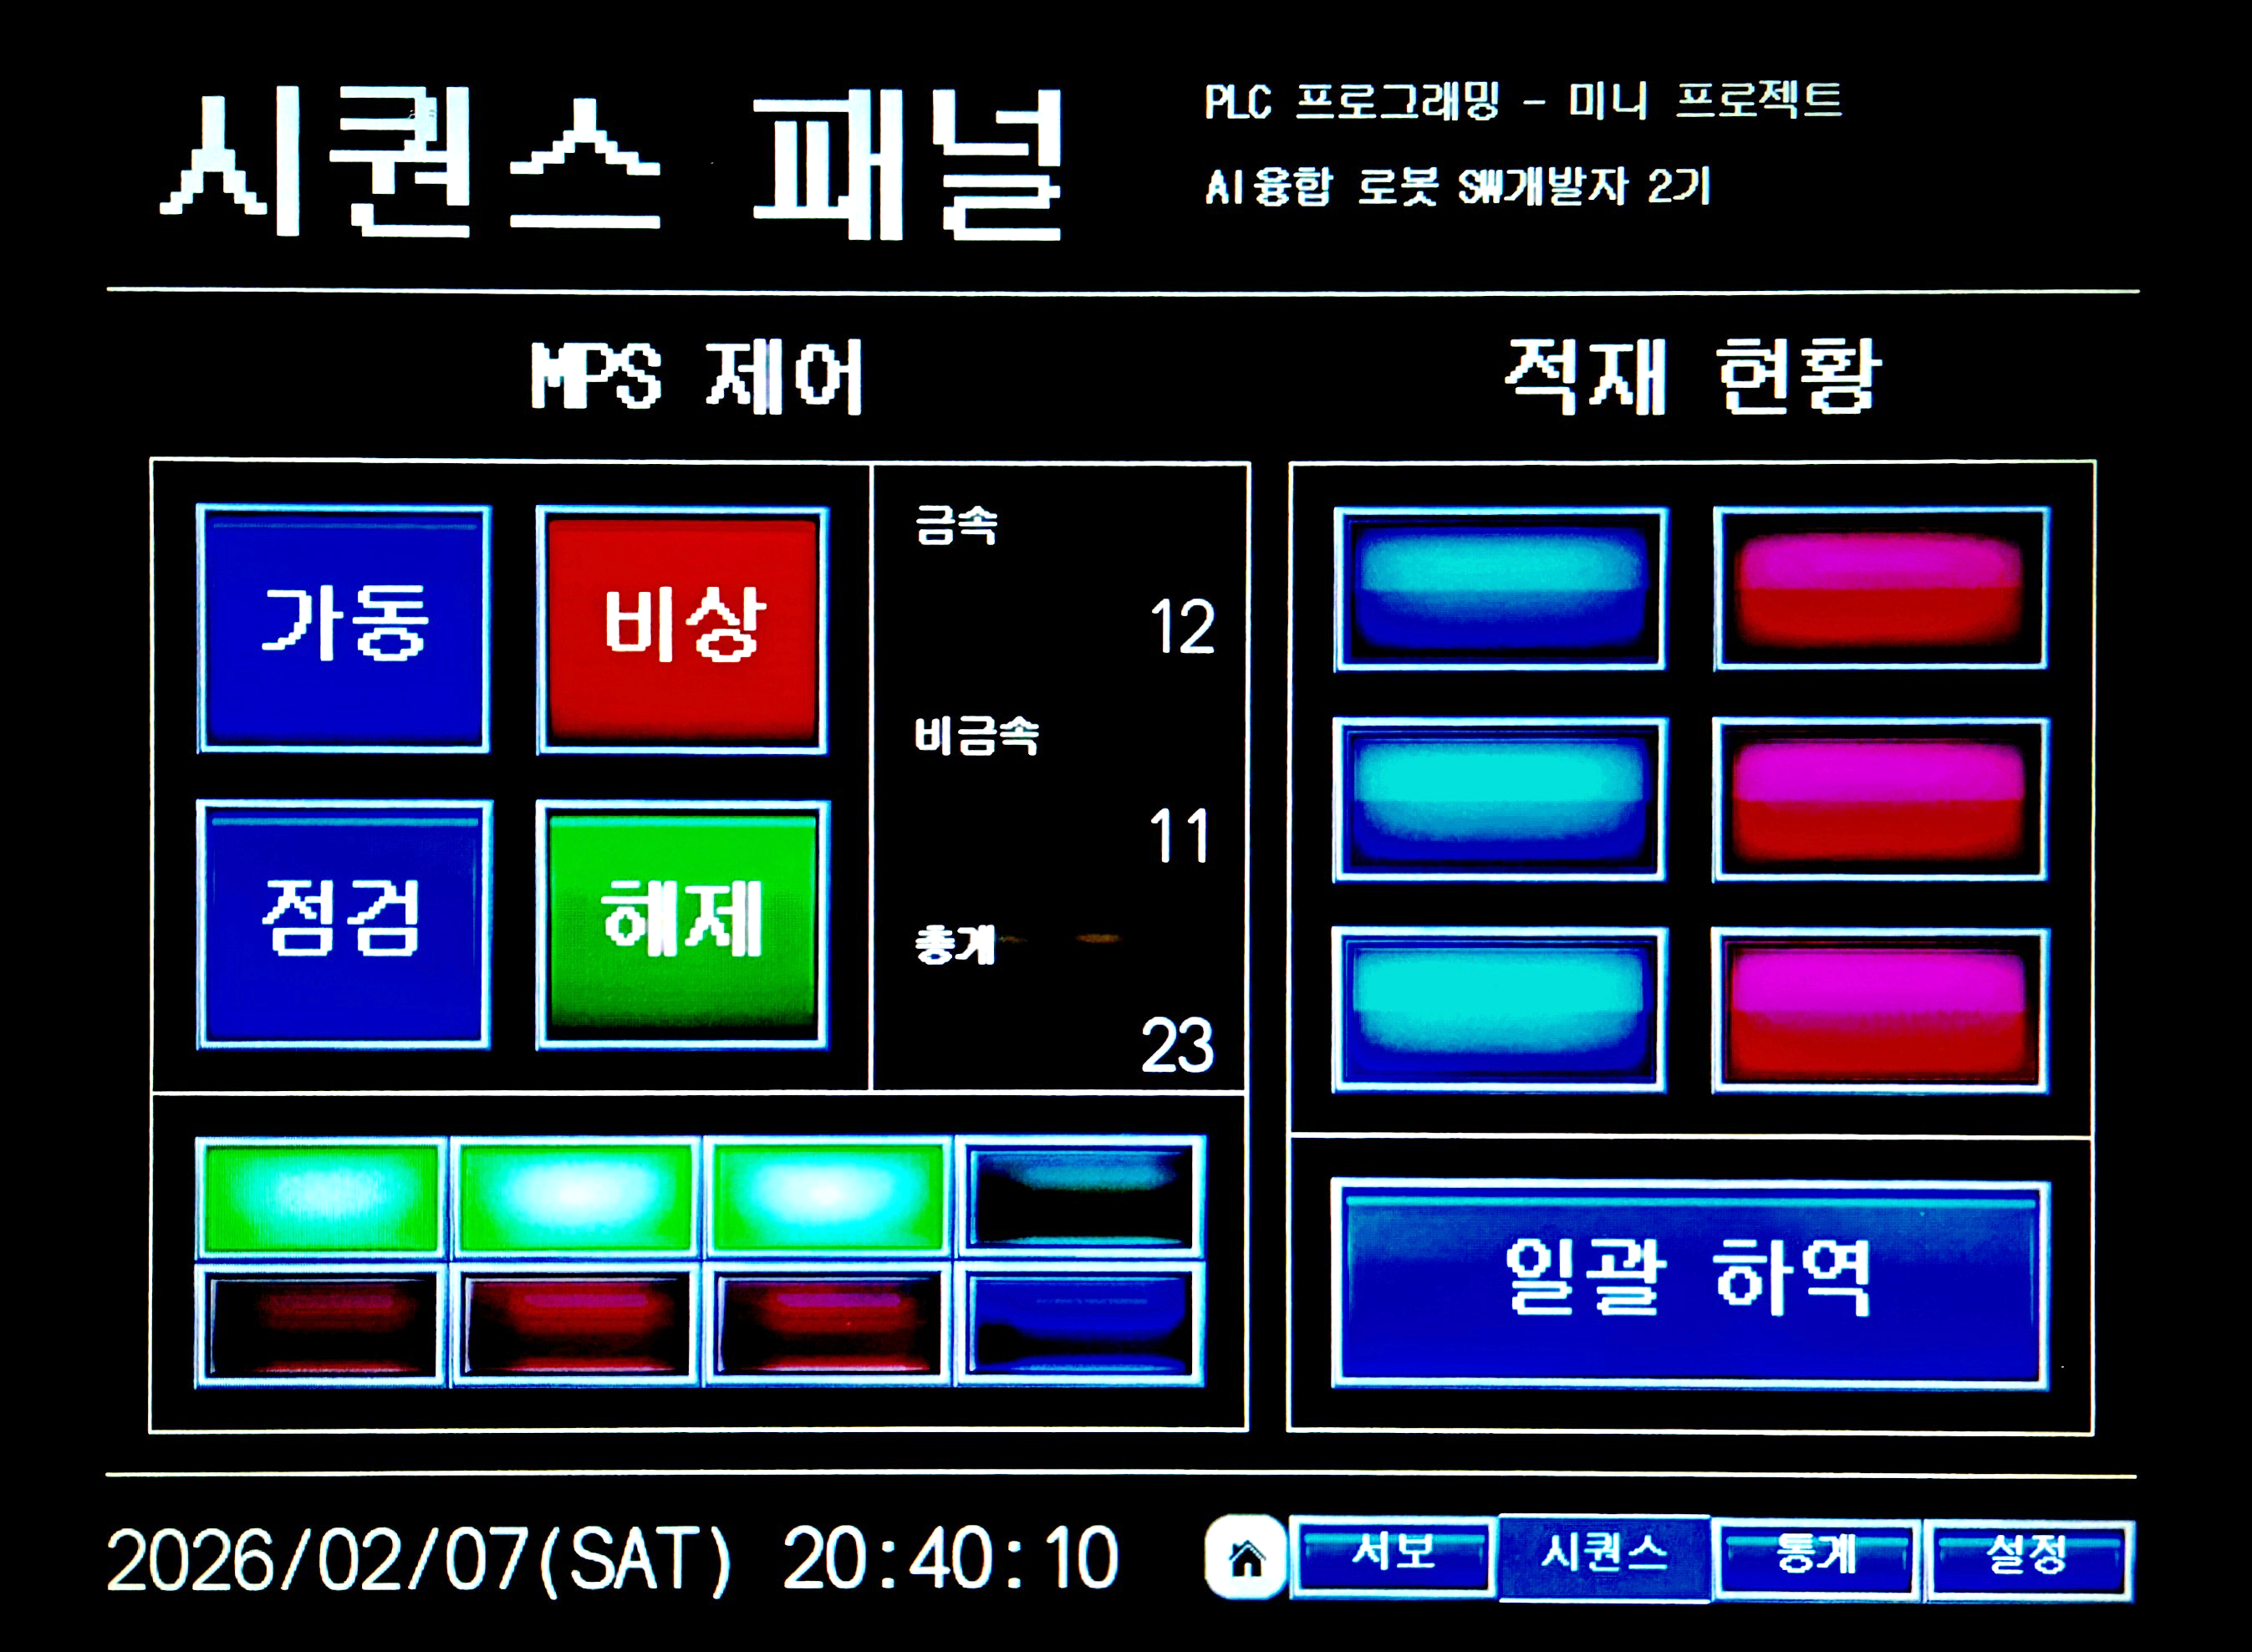 시퀀스 패널
PLC 프로그래밍 - 미니 프로젝트
AI융합 로봇 SW개발자 2기
MPS 제어
적재 현황
가동
비상
점검
해제
금속
12
비금속
11
총계
23
일괄 하역
2026/02/07(SAT) 20:40:10
서보
시퀀스
통계
설정